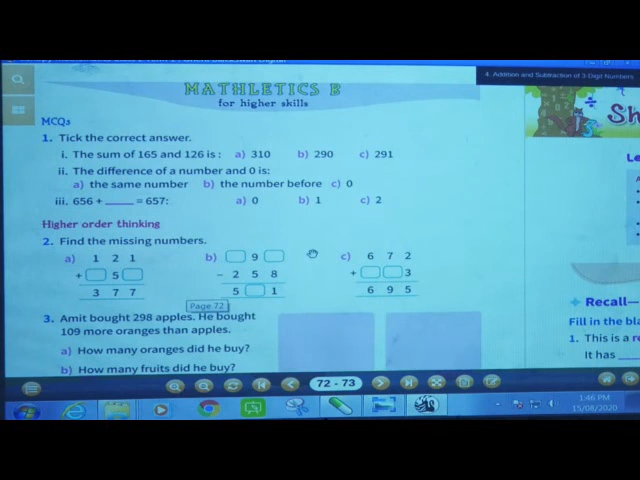 4. Addition and Subtraction of 3-Digit Numbers
MATHLETICS B
for higher skills
MCQs
1. Tick the correct answer.
i. The sum of 165 and 126 is : a) 310 b) 290 c) 291
ii. The difference of a number and 0 is:
a) the same number b) the number before c) 0
iii. 656 + ____ = 657: a) 0 b) 1 c) 2
Higher order thinking
2. Find the missing numbers.
a) 1 2 1 b) 9 c) 6 7 2
+ 5 - 2 5 8 + 3
3 7 7 5 1 6 9 5
Page 72
3. Amit bought 298 apples. He bought
109 more oranges than apples.
a) How many oranges did he buy?
b) How many fruits did he buy?
Sh
Le
Recall
Fill in the bla
1. This is a re
It has
72 - 73
1:46 PM
15/08/2020